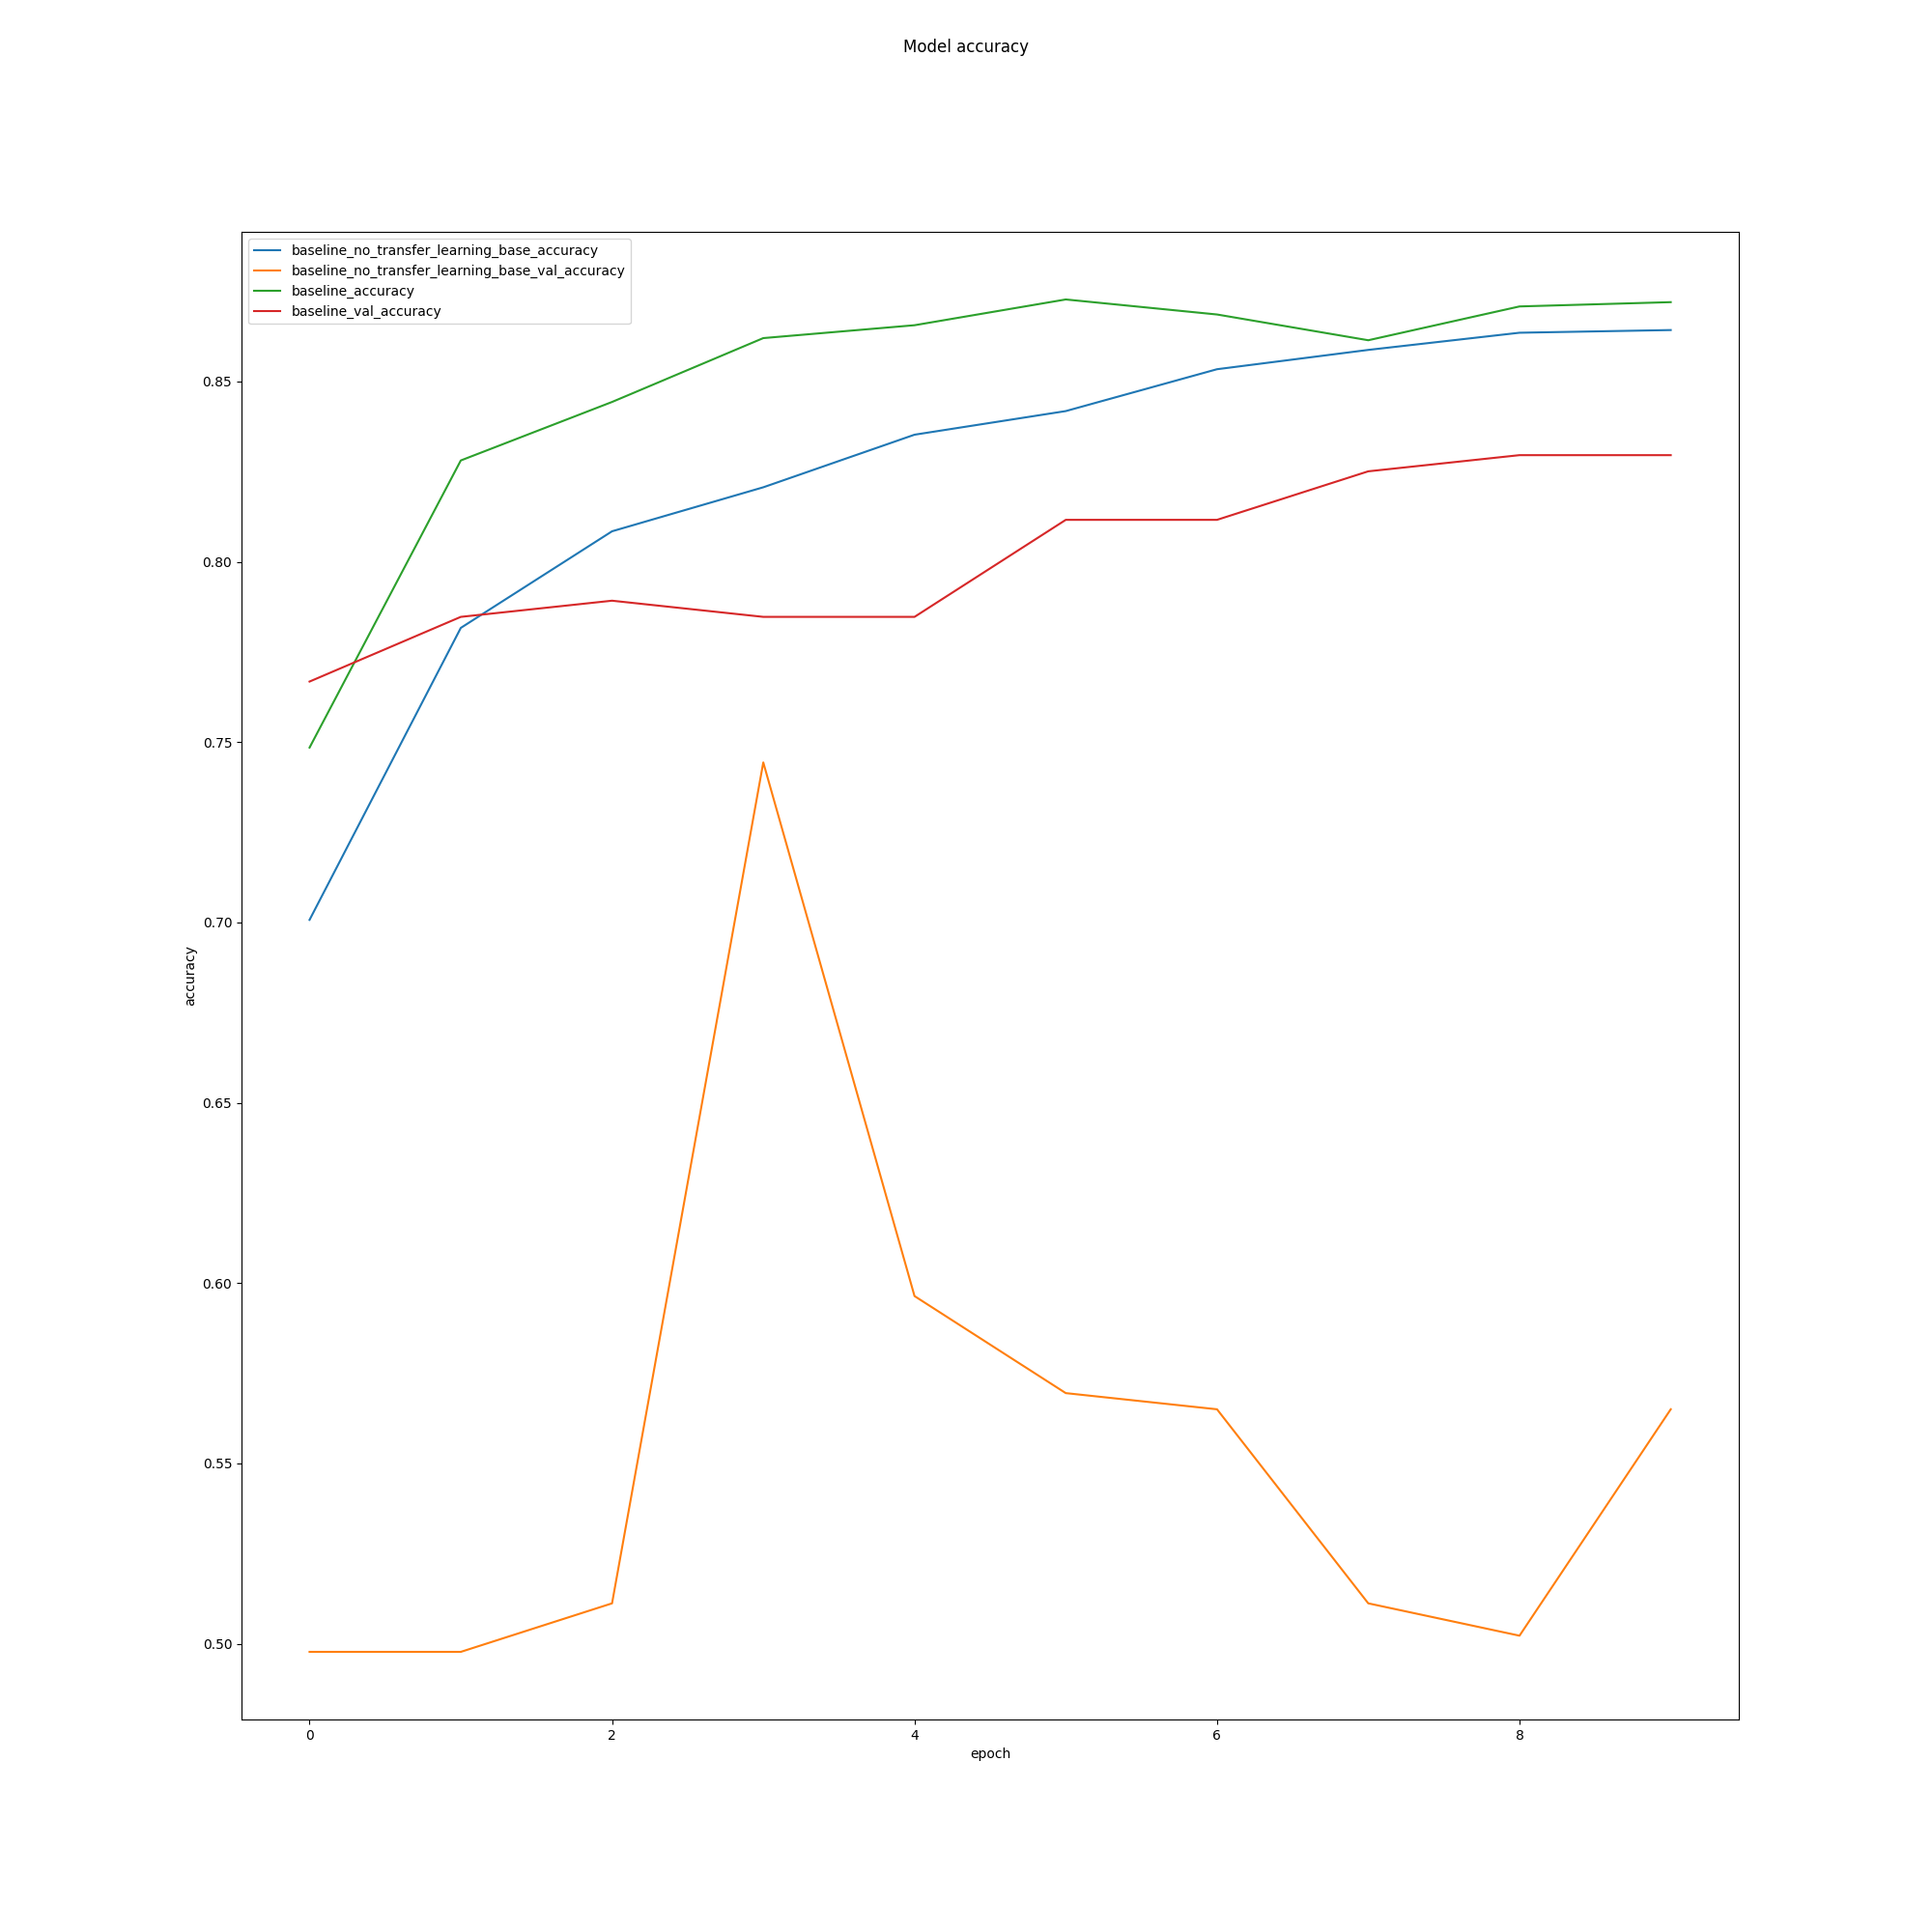 Model accuracy
baseline_no_transfer_learning_base_accuracy
baseline_no_transfer_learning_base_val_accuracy
baseline_accuracy
baseline_val_accuracy
0.85
0.80
0.75
0.70
0.65
0.60
0.55
0.50
accuracy
0 2 4 6 8
epoch